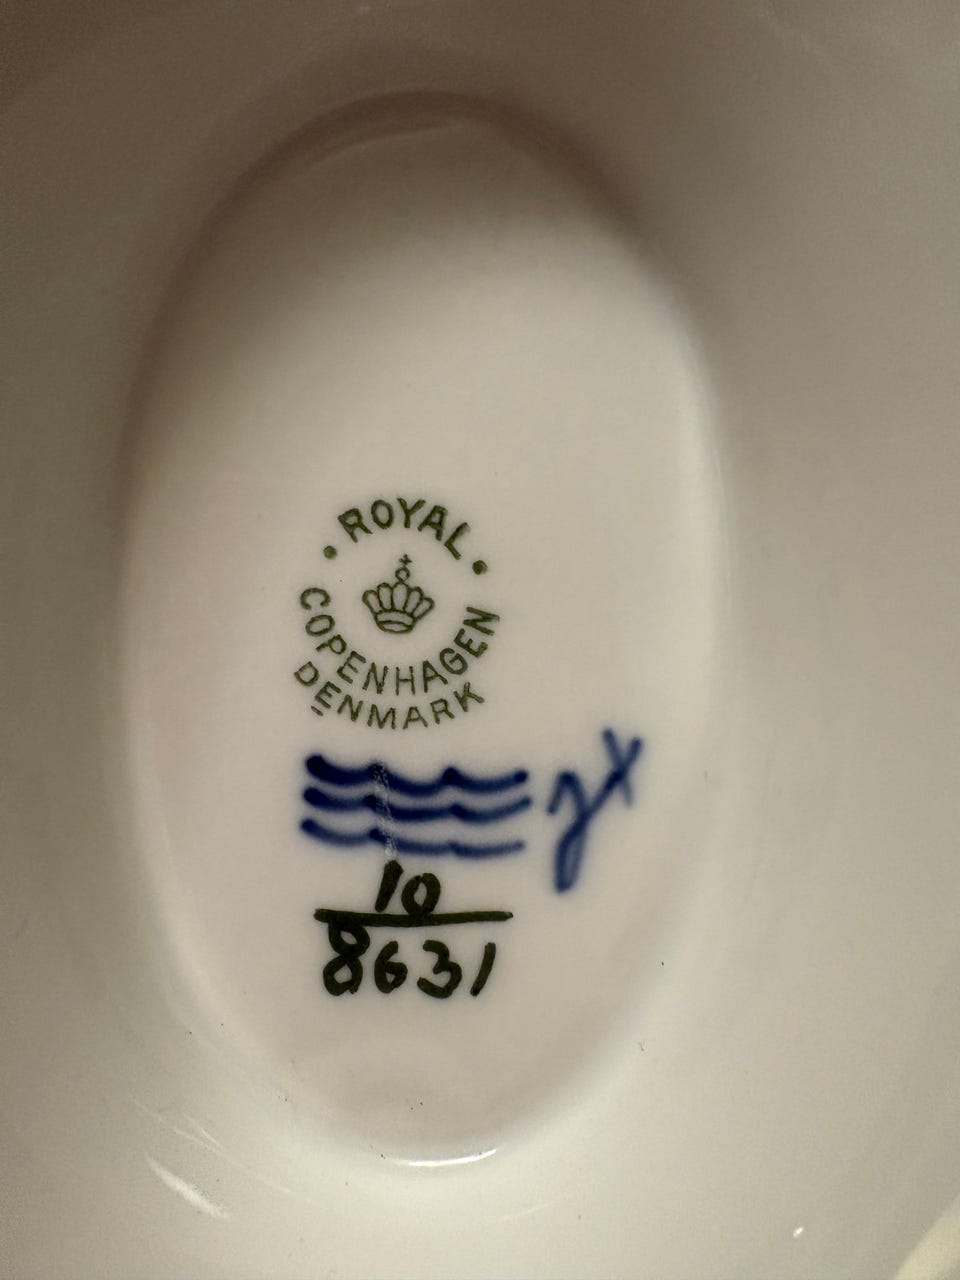 · ROYAL ·
COPENHAGEN
DENMARK
10
8631